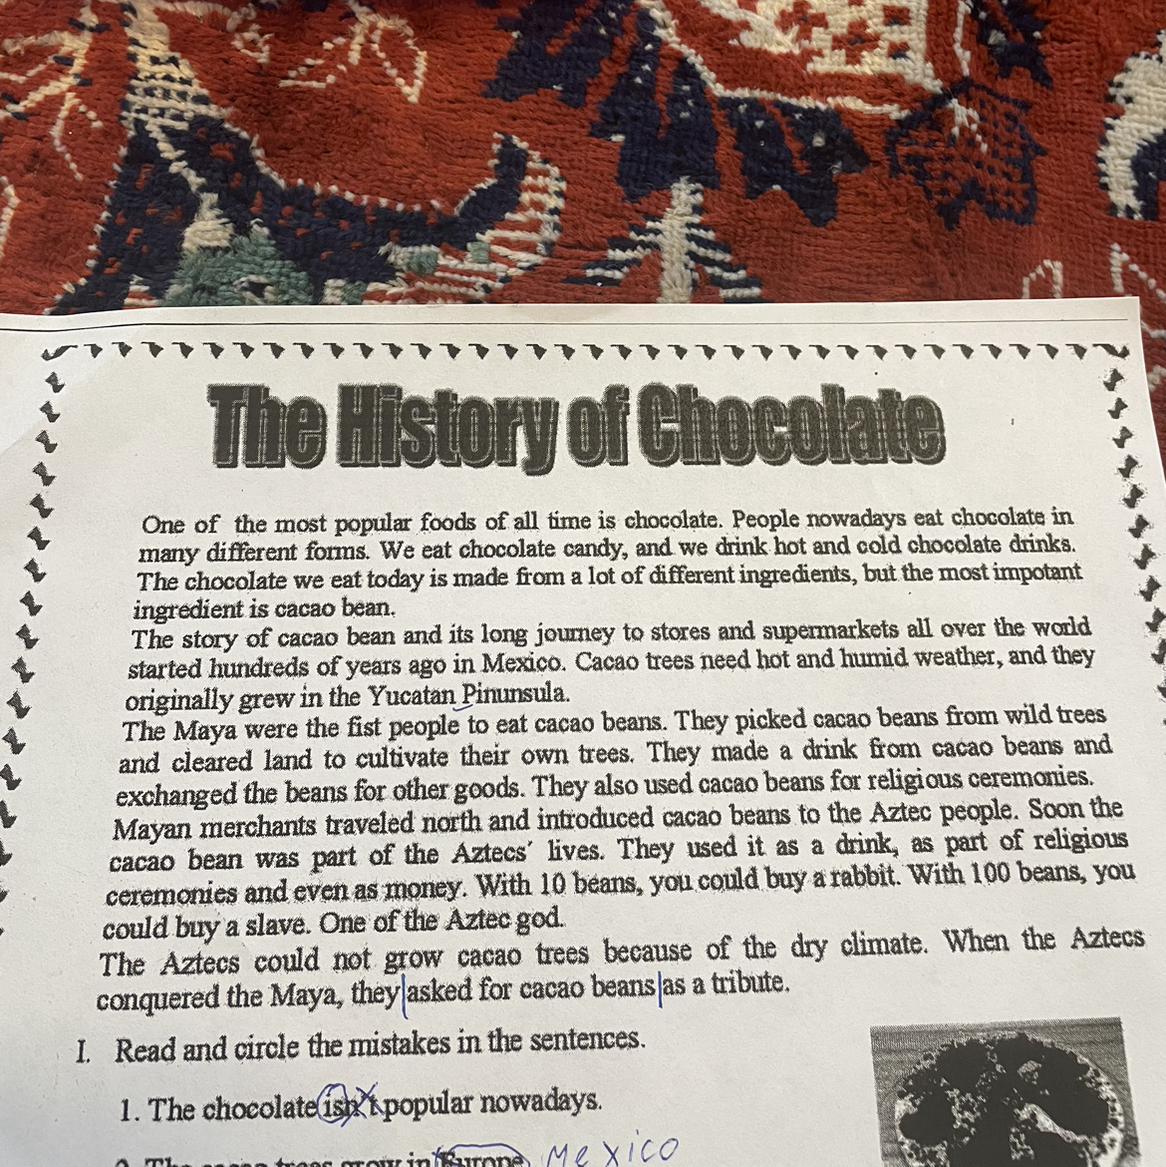 The History of Chocolate
One of the most popular foods of all time is chocolate. People nowadays eat chocolate in
many different forms. We eat chocolate candy, and we drink hot and cold chocolate drinks.
The chocolate we eat today is made from a lot of different ingredients, but the most impotant
ingredient is cacao bean.
The story of cacao bean and its long journey to stores and supermarkets all over the world
started hundreds of years ago in Mexico. Cacao trees need hot and humid weather, and they
originally grew in the Yucatan Pinunsula.
The Maya were the fist people to eat cacao beans. They picked cacao beans from wild trees
and cleared land to cultivate their own trees. They made a drink from cacao beans and
exchanged the beans for other goods. They also used cacao beans for religious ceremonies.
Mayan merchants traveled north and introduced cacao beans to the Aztec people. Soon the
cacao bean was part of the Aztecs´ lives. They used it as a drink, as part of religious
ceremonies and even as money. With 10 beans, you could buy a rabbit. With 100 beans, you
could buy a slave. One of the Aztec god.
The Aztecs could not grow cacao trees because of the dry climate. When the Aztecs
conquered the Maya, they asked for cacao beans as a tribute.
I. Read and circle the mistakes in the sentences.
1. The chocolate isn't popular nowadays.
2. The cacao trees grow in Europe Mexico